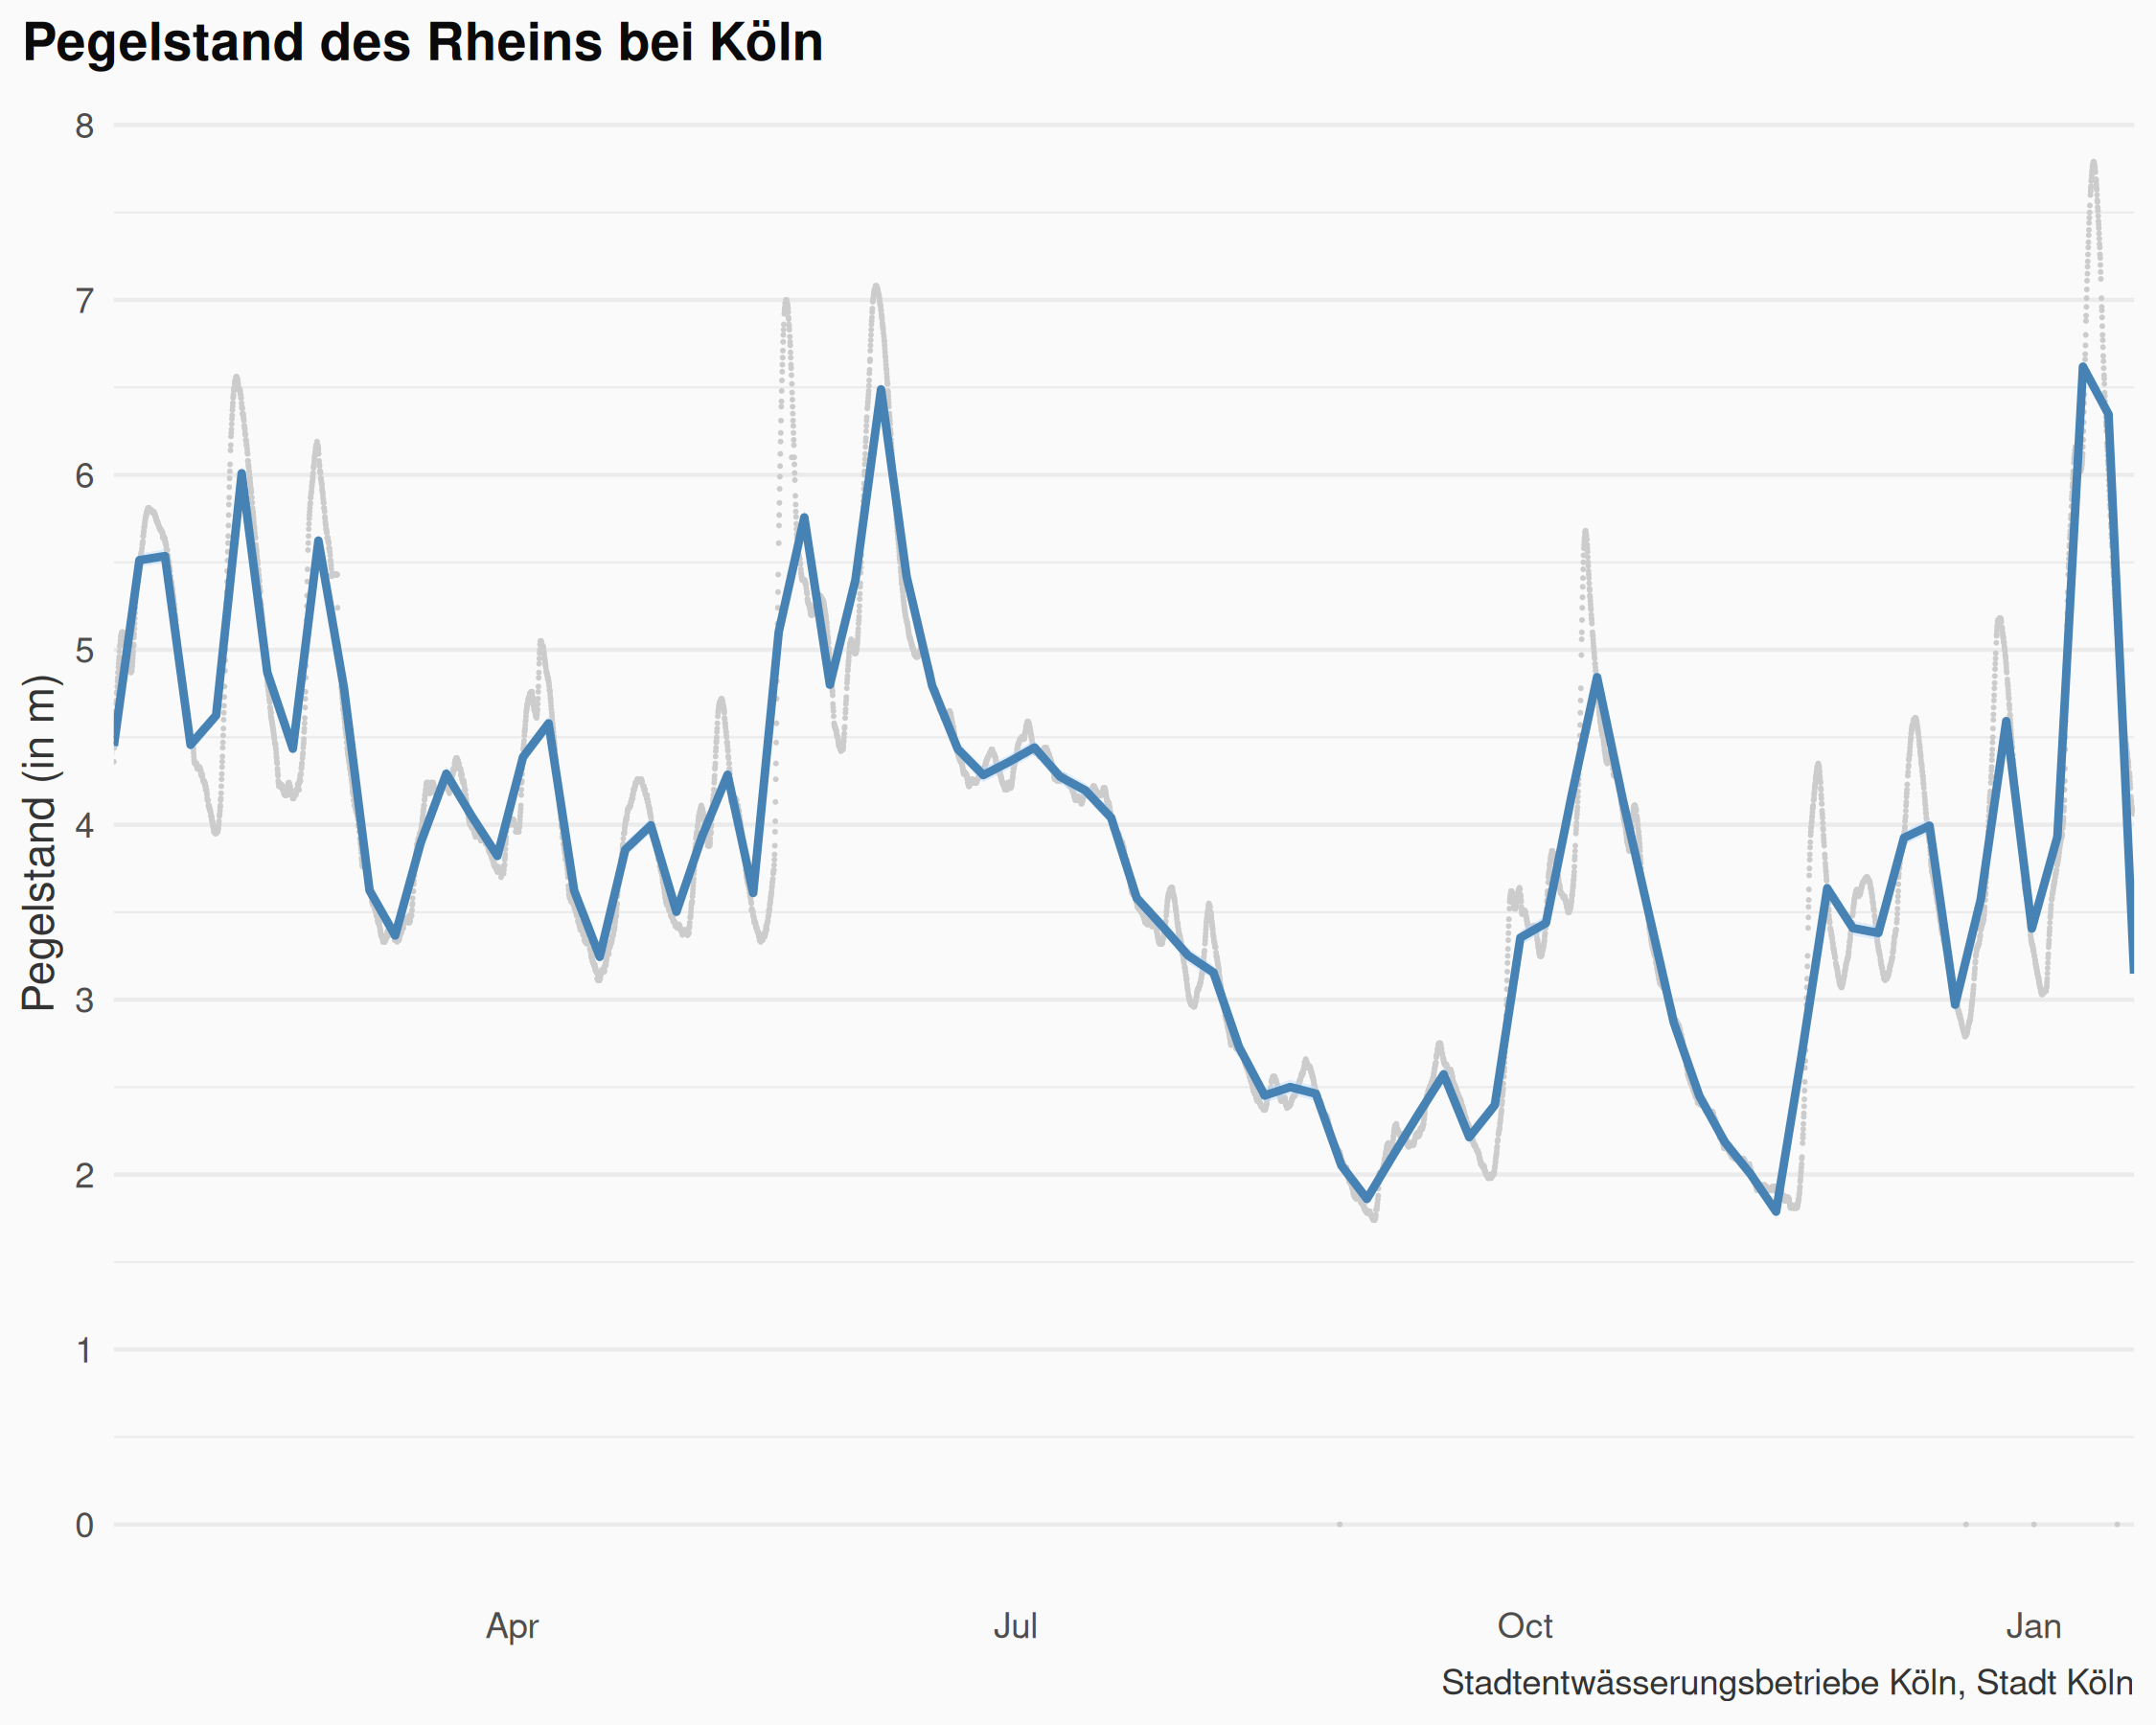 Pegelstand des Rheins bei Köln
Pegelstand (in m)
8
7
6
5
4
3
2
1
0
Apr Jul Oct Jan
Stadtentwässerungsbetriebe Köln, Stadt Köln